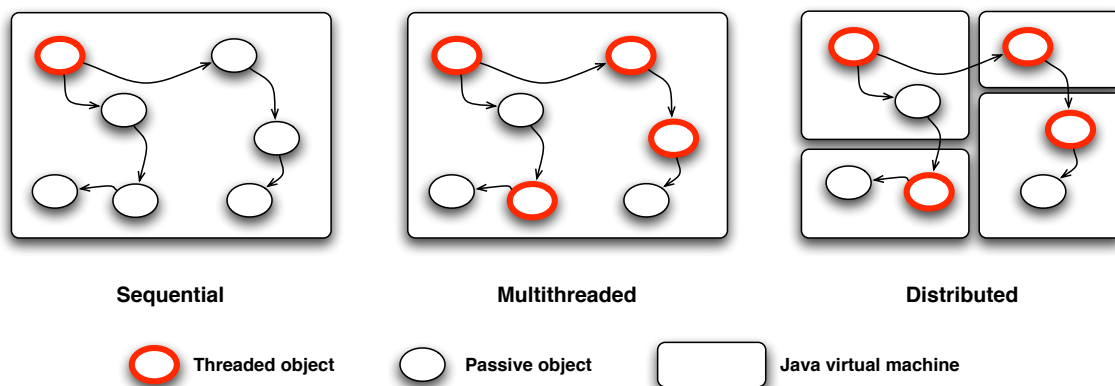 Sequential
Multithreaded
Distributed
Threaded object
Passive object
Java virtual machine